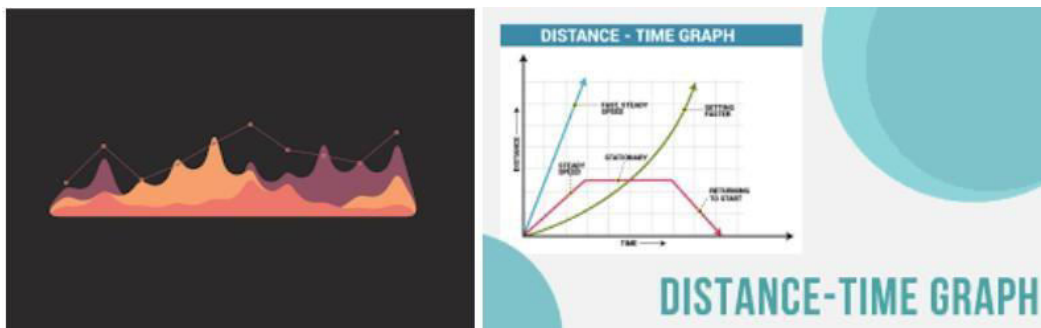 DISTANCE - TIME GRAPH
FAST, STEADY
SPEED
GETTING
FASTER
DISTANCE
STEADY
SPEED
STATIONARY
RETURNING
TO START
TIME
DISTANCE-TIME GRAPH